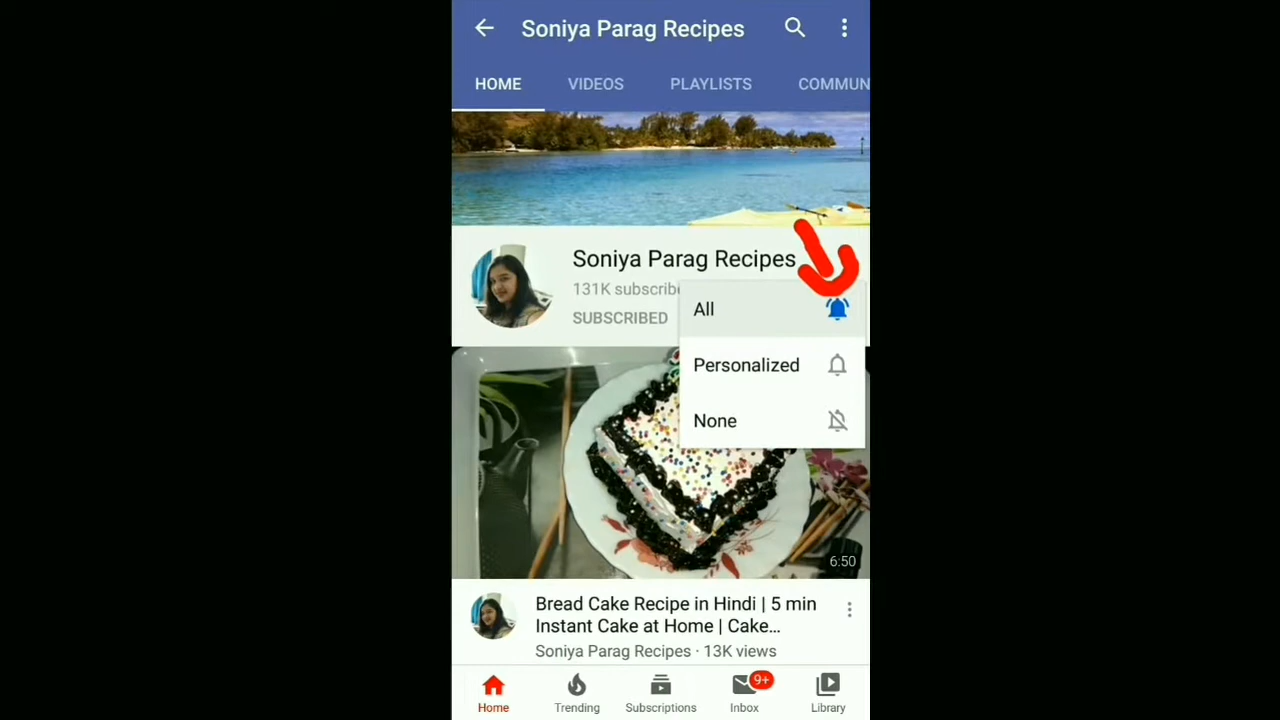 Soniya Parag Recipes
HOME VIDEOS PLAYLISTS COMMUN
Soniya Parag Recipes
131K subscribe
SUBSCRIBED
All
Personalized
None
6:50
Bread Cake Recipe in Hindi | 5 min
Instant Cake at Home | Cake...
Soniya Parag Recipes · 13K views
9+
Home Trending Subscriptions Inbox Library